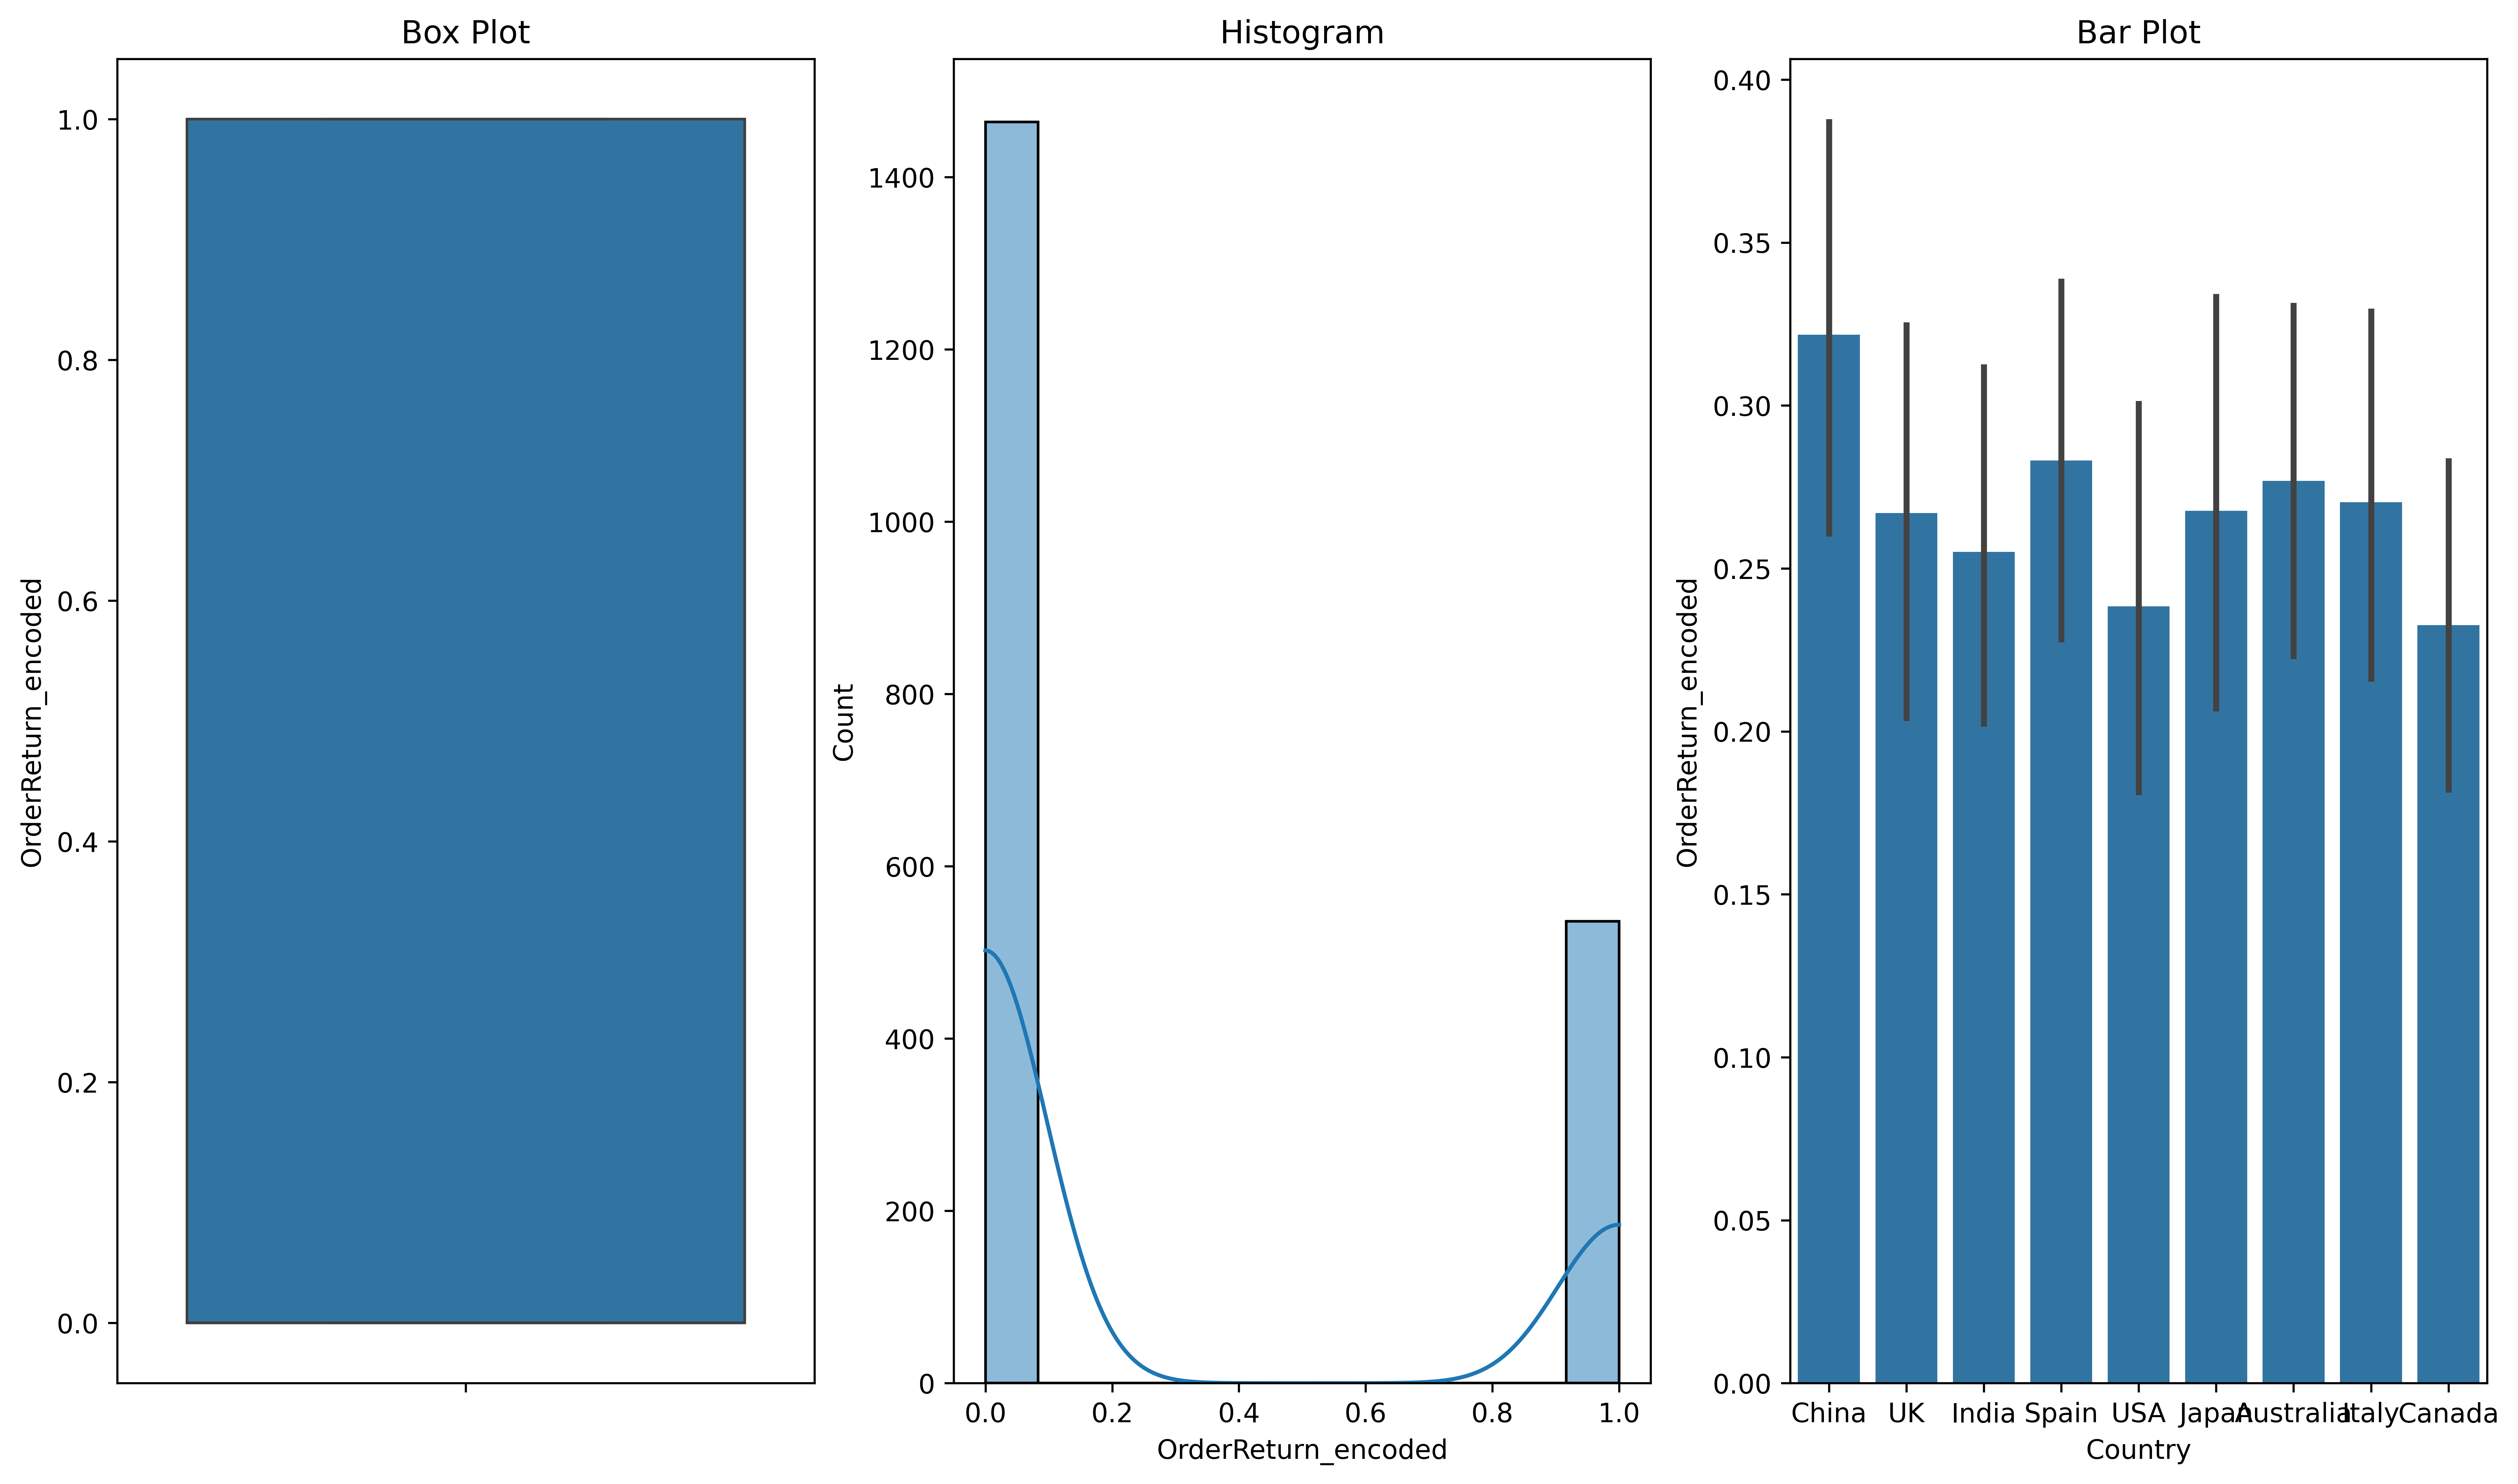 Box Plot
OrderReturn_encoded
1.0
0.8
0.6
0.4
0.2
0.0
Histogram
Count
1400
1200
1000
800
600
400
200
0
0.0 0.2 0.4 0.6 0.8 1.0
OrderReturn_encoded
Bar Plot
OrderReturn_encoded
0.40
0.35
0.30
0.25
0.20
0.15
0.10
0.05
0.00
China UK India Spain USA Japan Australia Italy Canada
Country